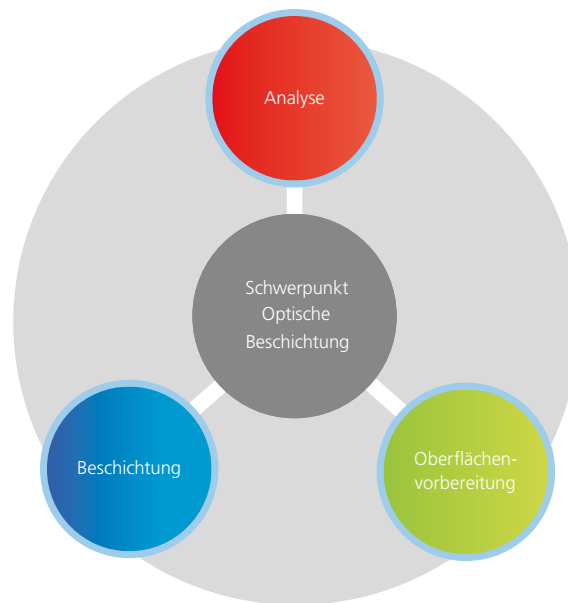 Analyse
Schwerpunkt
Optische
Beschichtung
Beschichtung
Oberflächen-
vorbereitung